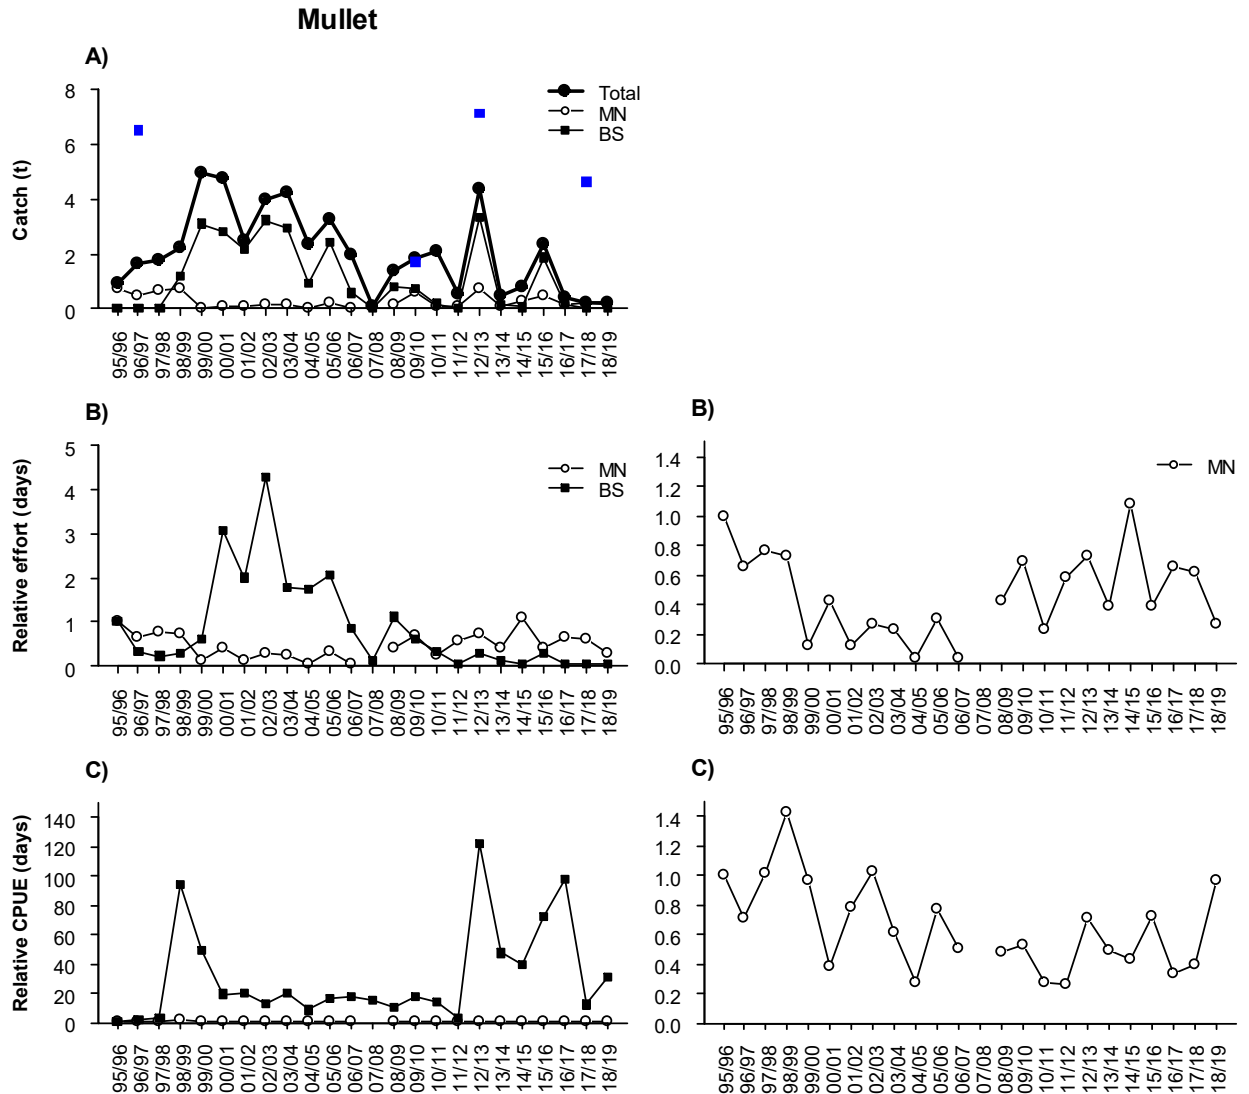 Mullet
A)
Catch (t)
8
6
4
2
0
Total
MN
BS
95/96 96/97 97/98 98/99 99/00 00/01 01/02 02/03 03/04 04/05 05/06 06/07 07/08 08/09 09/10 10/11 11/12 12/13 13/14 14/15 15/16 16/17 17/18 18/19
B)
Relative effort (days)
5
4
3
2
1
0
MN
BS
95/96 96/97 97/98 98/99 99/00 00/01 01/02 02/03 03/04 04/05 05/06 06/07 07/08 08/09 09/10 10/11 11/12 12/13 13/14 14/15 15/16 16/17 17/18 18/19
B)
1.4
1.2
1.0
0.8
0.6
0.4
0.2
0.0
MN
95/96 96/97 97/98 98/99 99/00 00/01 01/02 02/03 03/04 04/05 05/06 06/07 07/08 08/09 09/10 10/11 11/12 12/13 13/14 14/15 15/16 16/17 17/18 18/19
C)
Relative CPUE (days)
140
120
100
80
60
40
20
0
95/96 96/97 97/98 98/99 99/00 00/01 01/02 02/03 03/04 04/05 05/06 06/07 07/08 08/09 09/10 10/11 11/12 12/13 13/14 14/15 15/16 16/17 17/18 18/19
C)
1.4
1.2
1.0
0.8
0.6
0.4
0.2
0.0
95/96 96/97 97/98 98/99 99/00 00/01 01/02 02/03 03/04 04/05 05/06 06/07 07/08 08/09 09/10 10/11 11/12 12/13 13/14 14/15 15/16 16/17 17/18 18/19